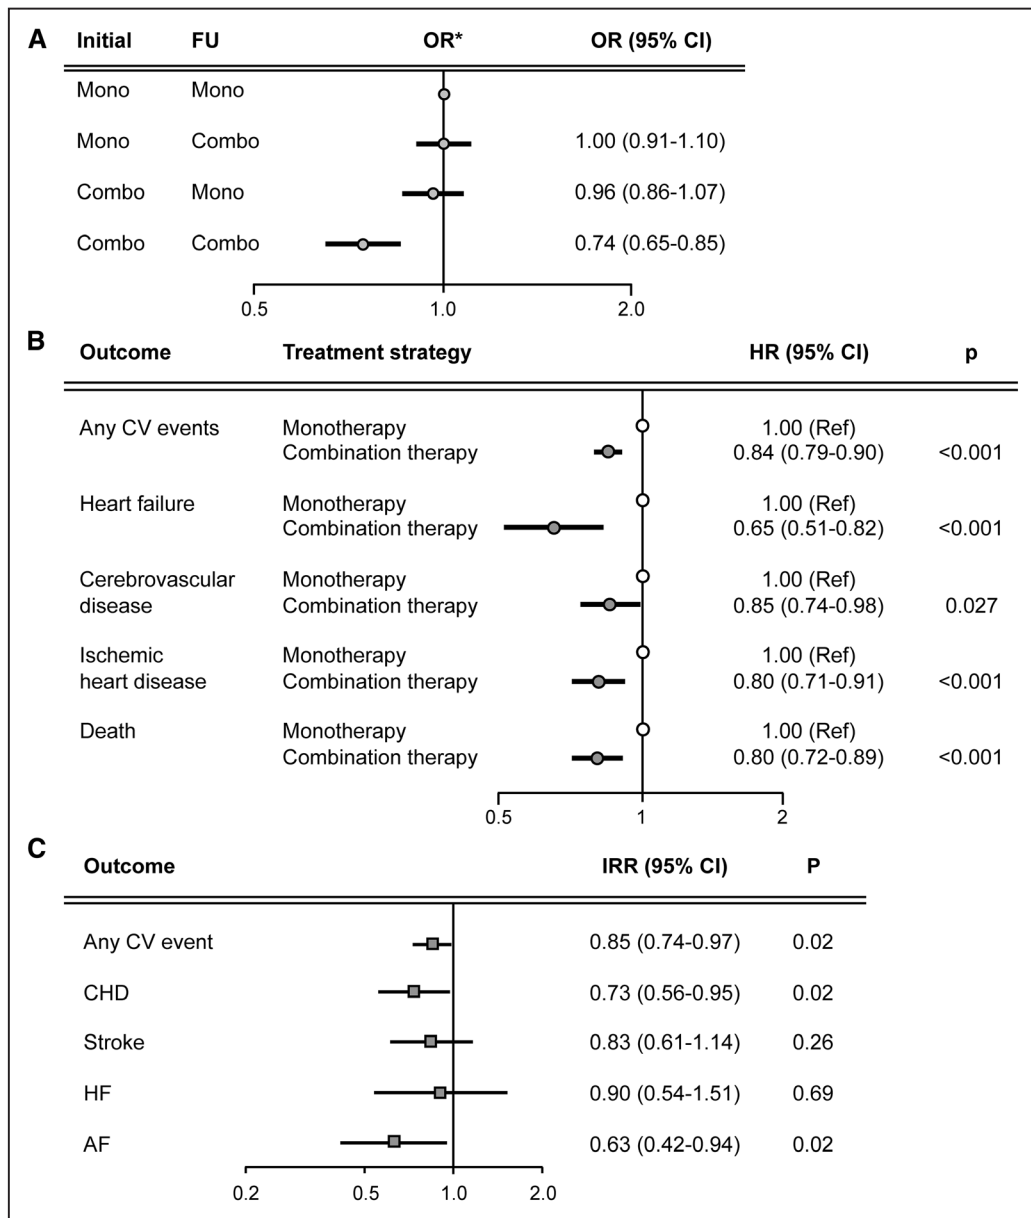 A Initial FU OR* OR (95% CI)
Mono Mono
Mono Combo 1.00 (0.91-1.10)
Combo Mono 0.96 (0.86-1.07)
Combo Combo 0.74 (0.65-0.85)
0.5 1.0 2.0
B Outcome Treatment strategy HR (95% CI) p
Any CV events Monotherapy 1.00 (Ref)
Combination therapy 0.84 (0.79-0.90) <0.001
Heart failure Monotherapy 1.00 (Ref)
Combination therapy 0.65 (0.51-0.82) <0.001
Cerebrovascular Monotherapy 1.00 (Ref)
disease Combination therapy 0.85 (0.74-0.98) 0.027
Ischemic Monotherapy 1.00 (Ref)
heart disease Combination therapy 0.80 (0.71-0.91) <0.001
Death Monotherapy 1.00 (Ref)
Combination therapy 0.80 (0.72-0.89) <0.001
0.5 1 2
C Outcome IRR (95% CI) P
Any CV event 0.85 (0.74-0.97) 0.02
CHD 0.73 (0.56-0.95) 0.02
Stroke 0.83 (0.61-1.14) 0.26
HF 0.90 (0.54-1.51) 0.69
AF 0.63 (0.42-0.94) 0.02
0.2 0.5 1.0 2.0